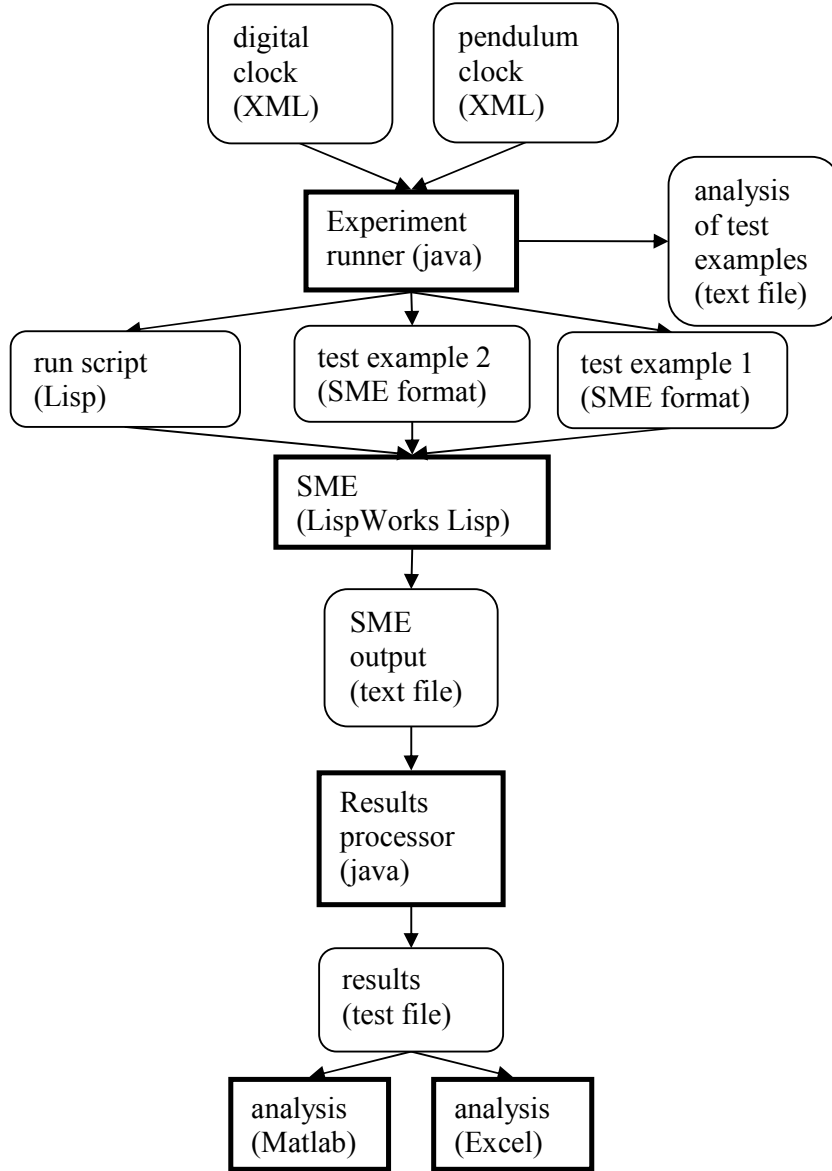 digital
clock
(XML)
pendulum
clock
(XML)
Experiment
runner (java)
analysis
of test
examples
(text file)
run script
(Lisp)
test example 2
(SME format)
test example 1
(SME format)
SME
(LispWorks Lisp)
SME
output
(text file)
Results
processor
(java)
results
(test file)
analysis
(Matlab)
analysis
(Excel)